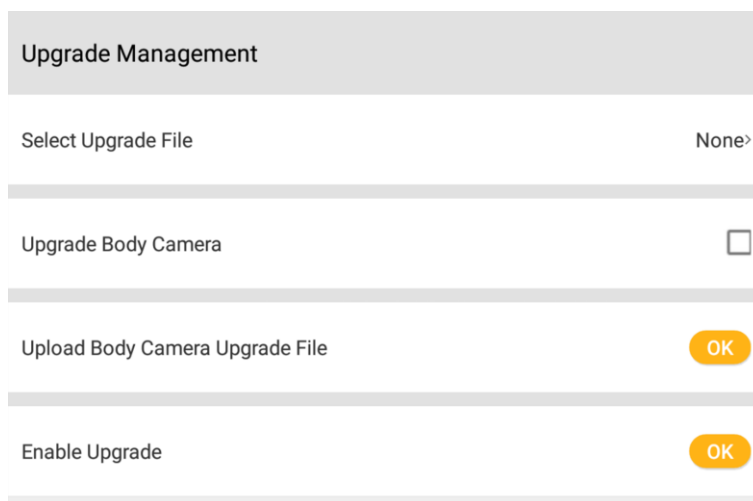 Upgrade Management
Select Upgrade File None>
Upgrade Body Camera
Upload Body Camera Upgrade File OK
Enable Upgrade OK